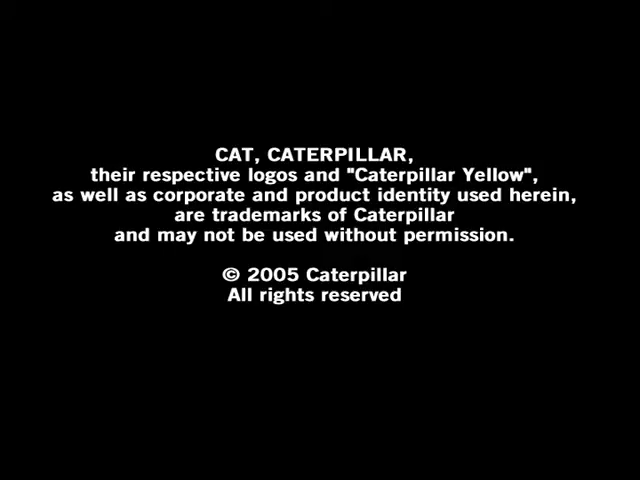 CAT, CATERPILLAR,
their respective logos and "Caterpillar Yellow",
as well as corporate and product identity used herein,
are trademarks of Caterpillar
and may not be used without permission.
© 2005 Caterpillar
All rights reserved